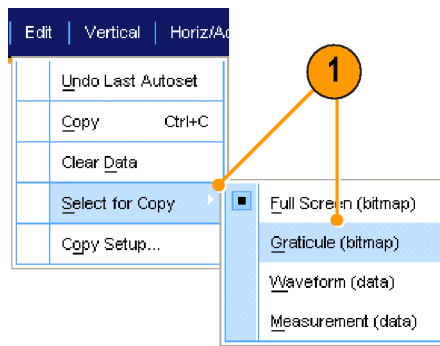 Edit Vertical Horiz/Ac
1
Undo Last Autoset
Copy Ctrl+C
Clear Data
Select for Copy
Full Screen (bitmap)
Copy Setup...
Graticule (bitmap)
Waveform (data)
Measurement (data)